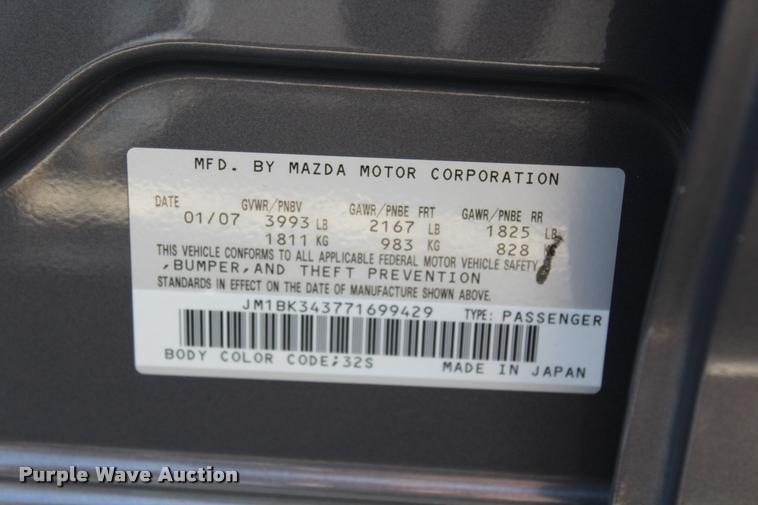 MFD. BY MAZDA MOTOR CORPORATION
DATE GVWR/PNBV GAWR/PNBE FRT GAWR/PNBE RR
01/07 3993 LB 2167 LB 1825 LB
1811 KG 983 KG 828
THIS VEHICLE CONFORMS TO ALL APPLICABLE FEDERAL MOTOR VEHICLE SAFETY
,BUMPER,AND THEFT PREVENTION
STANDARDS IN EFFECT ON THE DATE OF MANUFACTURE SHOWN ABOVE.
JM1BK343771699429 TYPE: PASSENGER
BODY COLOR CODE;32S MADE IN JAPAN
Purple Wave Auction